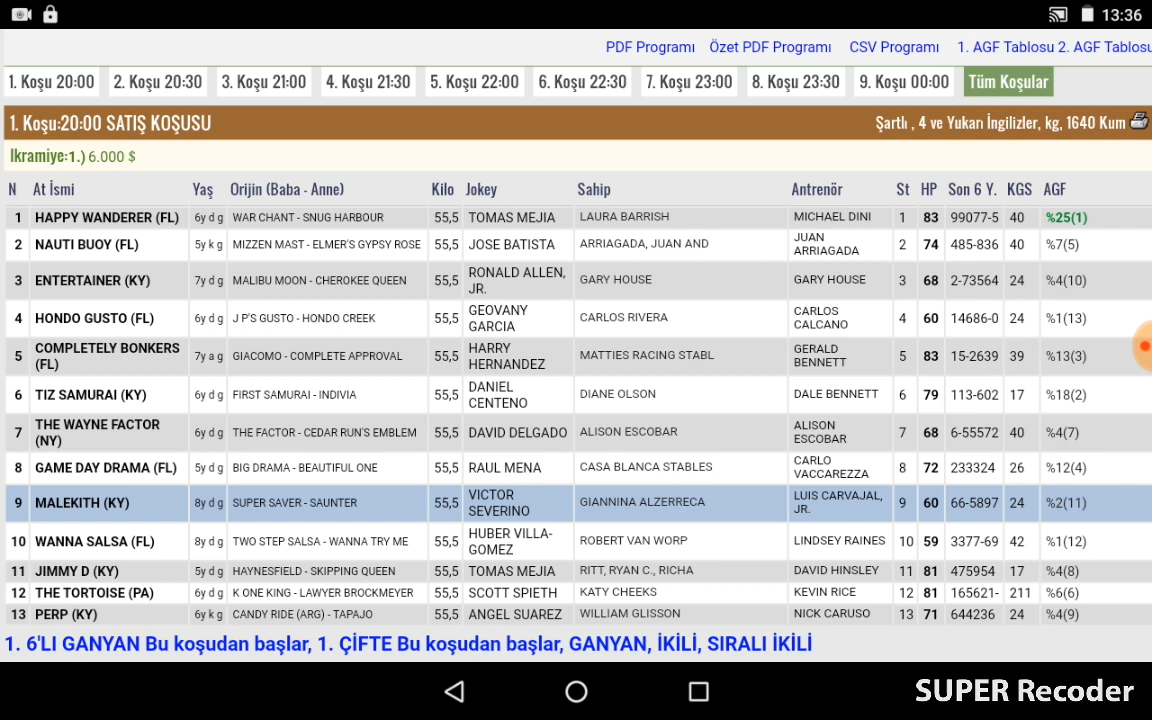 13:36
PDF Programı Özet PDF Programı CSV Programı 1. AGF Tablosu 2. AGF Tablosu
1. Koşu 20:00 2. Koşu 20:30 3. Koşu 21:00 4. Koşu 21:30 5. Koşu 22:00 6. Koşu 22:30 7. Koşu 23:00 8. Koşu 23:30 9. Koşu 00:00 Tüm Koşular
1. Koşu:20:00 SATIŞ KOŞUSU Şartlı , 4 ve Yukarı İngilizler, kg, 1640 Kum
Ikramiye:1.) 6.000 $
N At İsmi Yaş Orijin (Baba - Anne) Kilo Jokey Sahip Antrenör St HP Son 6 Y. KGS AGF
1 HAPPY WANDERER (FL) 6y d g WAR CHANT - SNUG HARBOUR 55,5 TOMAS MEJIA LAURA BARRISH MICHAEL DINI 1 83 99077-5 40 %25(1)
2 NAUTI BUOY (FL) 5y k g MIZZEN MAST - ELMER'S GYPSY ROSE 55,5 JOSE BATISTA ARRIAGADA, JUAN AND JUAN ARRIAGADA 2 74 485-836 40 %7(5)
3 ENTERTAINER (KY) 7y d g MALIBU MOON - CHEROKEE QUEEN 55,5 RONALD ALLEN, JR. GARY HOUSE GARY HOUSE 3 68 2-73564 24 %4(10)
4 HONDO GUSTO (FL) 6y d g J P'S GUSTO - HONDO CREEK 55,5 GEOVANY GARCIA CARLOS RIVERA CARLOS CALCANO 4 60 14686-0 24 %1(13)
5 COMPLETELY BONKERS (FL) 7y a g GIACOMO - COMPLETE APPROVAL 55,5 HARRY HERNANDEZ MATTIES RACING STABL GERALD BENNETT 5 83 15-2639 39 %13(3)
6 TIZ SAMURAI (KY) 6y d g FIRST SAMURAI - INDIVIA 55,5 DANIEL CENTENO DIANE OLSON DALE BENNETT 6 79 113-602 17 %18(2)
7 THE WAYNE FACTOR (NY) 6y d g THE FACTOR - CEDAR RUN'S EMBLEM 55,5 DAVID DELGADO ALISON ESCOBAR ALISON ESCOBAR 7 68 6-55572 40 %4(7)
8 GAME DAY DRAMA (FL) 5y d g BIG DRAMA - BEAUTIFUL ONE 55,5 RAUL MENA CASA BLANCA STABLES CARLO VACCAREZZA 8 72 233324 26 %12(4)
9 MALEKITH (KY) 8y d g SUPER SAVER - SAUNTER 55,5 VICTOR SEVERINO GIANNINA ALZERRECA LUIS CARVAJAL, JR. 9 60 66-5897 24 %2(11)
10 WANNA SALSA (FL) 8y d g TWO STEP SALSA - WANNA TRY ME 55,5 HUBER VILLA-GOMEZ ROBERT VAN WORP LINDSEY RAINES 10 59 3377-69 42 %1(12)
11 JIMMY D (KY) 5y d g HAYNESFIELD - SKIPPING QUEEN 55,5 TOMAS MEJIA RITT, RYAN C., RICHA DAVID HINSLEY 11 81 475954 17 %4(8)
12 THE TORTOISE (PA) 6y d g K ONE KING - LAWYER BROCKMEYER 55,5 SCOTT SPIETH KATY CHEEKS KEVIN RICE 12 81 165621- 211 %6(6)
13 PERP (KY) 6y k g CANDY RIDE (ARG) - TAPAJO 55,5 ANGEL SUAREZ WILLIAM GLISSON NICK CARUSO 13 71 644236 24 %4(9)
1. 6'LI GANYAN Bu koşudan başlar, 1. ÇİFTE Bu koşudan başlar, GANYAN, İKİLİ, SIRALI İKİLİ
SUPER Recoder